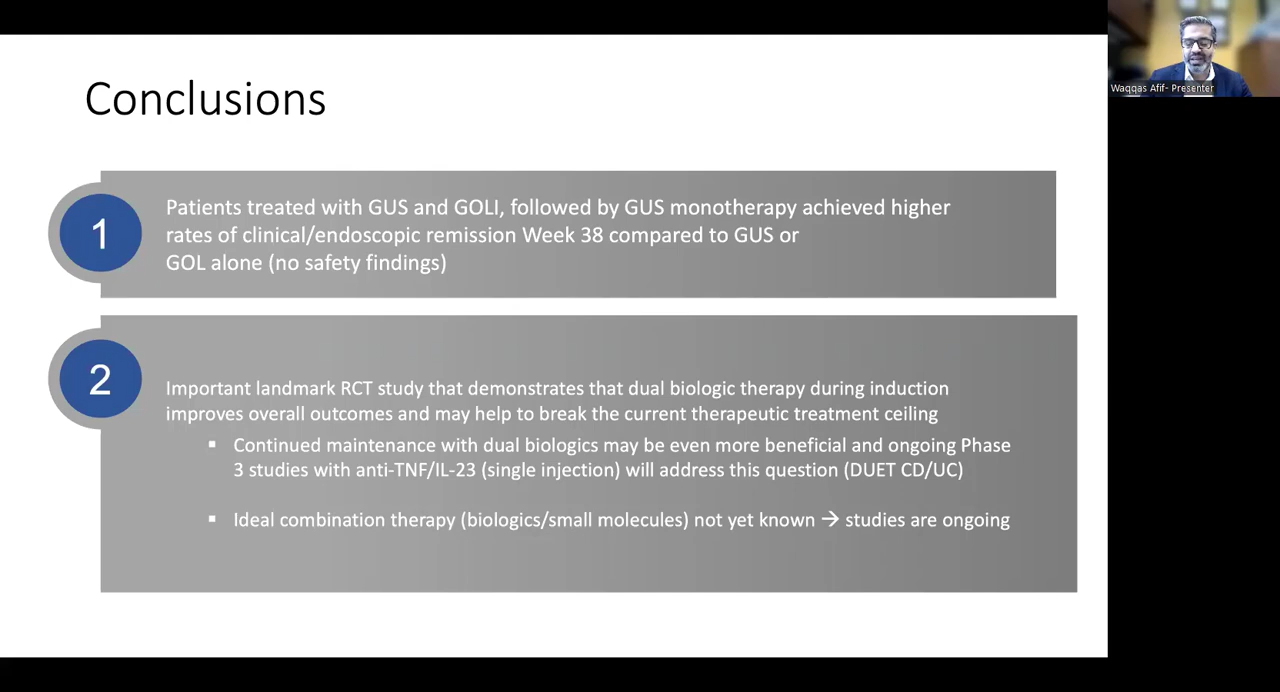 Conclusions
1
Patients treated with GUS and GOLI, followed by GUS monotherapy achieved higher
rates of clinical/endoscopic remission Week 38 compared to GUS or
GOL alone (no safety findings)
2
Important landmark RCT study that demonstrates that dual biologic therapy during induction
improves overall outcomes and may help to break the current therapeutic treatment ceiling
▪ Continued maintenance with dual biologics may be even more beneficial and ongoing Phase
3 studies with anti-TNF/IL-23 (single injection) will address this question (DUET CD/UC)
▪ Ideal combination therapy (biologics/small molecules) not yet known → studies are ongoing
Waqqas Afif- Presenter